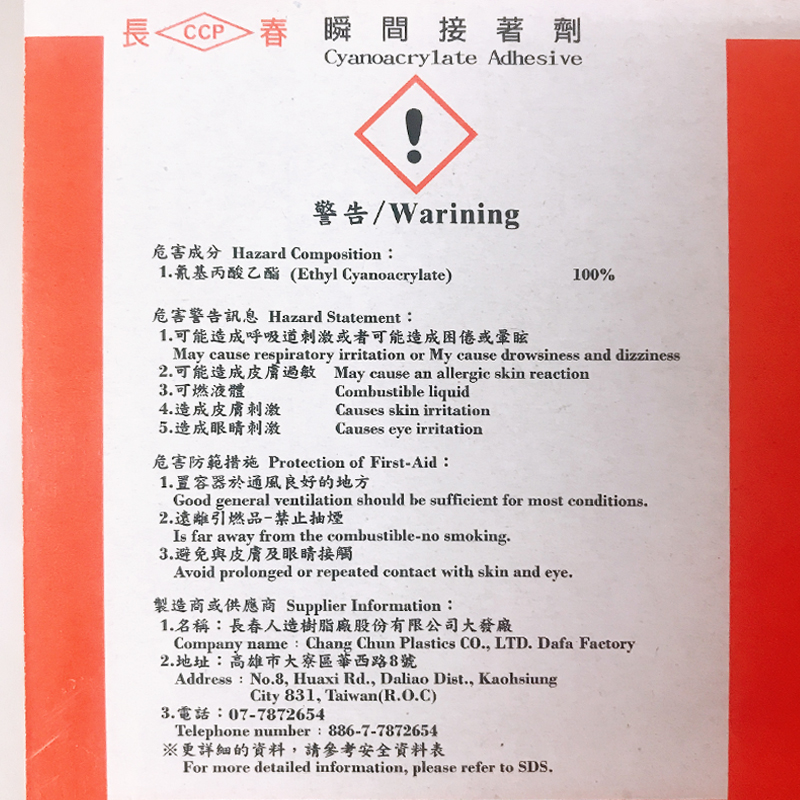 長 CCP 春 瞬間接著劑
Cyanoacrylate Adhesive
!
警告/Warining
危害成分 Hazard Composition：
1.氰基丙酸乙酯 (Ethyl Cyanoacrylate) 100%
危害警告訊息 Hazard Statement：
1.可能造成呼吸道刺激或者可能造成困倦或暈眩
May cause respiratory irritation or My cause drowsiness and dizziness
2.可能造成皮膚過敏 May cause an allergic skin reaction
3.可燃液體 Combustible liquid
4.造成皮膚刺激 Causes skin irritation
5.造成眼睛刺激 Causes eye irritation
危害防範措施 Protection of First-Aid：
1.置容器於通風良好的地方
Good general ventilation should be sufficient for most conditions.
2.遠離引燃品-禁止抽煙
Is far away from the combustible-no smoking.
3.避免與皮膚及眼睛接觸
Avoid prolonged or repeated contact with skin and eye.
製造商或供應商 Supplier Information：
1.名稱：長春人造樹脂廠股份有限公司大發廠
Company name：Chang Chun Plastics CO., LTD. Dafa Factory
2.地址：高雄市大寮區華西路8號
Address：No.8, Huaxi Rd., Daliao Dist., Kaohsiung
City 831, Taiwan(R.O.C)
3.電話：07-7872654
Telephone number：886-7-7872654
※更詳細的資料，請參考安全資料表
For more detailed information, please refer to SDS.